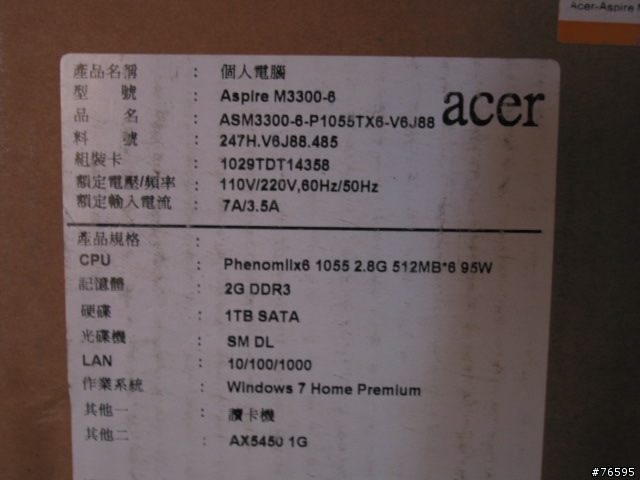 Acer-Aspire
產品名稱 : 個人電腦
型 號 : Aspire M3300-6
acer
品 名 : ASM3300-6-P1055TX6-V6J88
料 號 : 247H.V6J88.485
組裝卡 : 1029TDT14358
額定電壓/頻率 : 110V/220V,60Hz/50Hz
額定輸入電流 : 7A/3.5A
產品規格 :
CPU : PhenomIIx6 1055 2.8G 512MB*6 95W
記憶體 : 2G DDR3
硬碟 : 1TB SATA
光碟機 : SM DL
LAN : 10/100/1000
作業系統 : Windows 7 Home Premium
其他一 : 讀卡機
其他二 : AX5450 1G
#76595